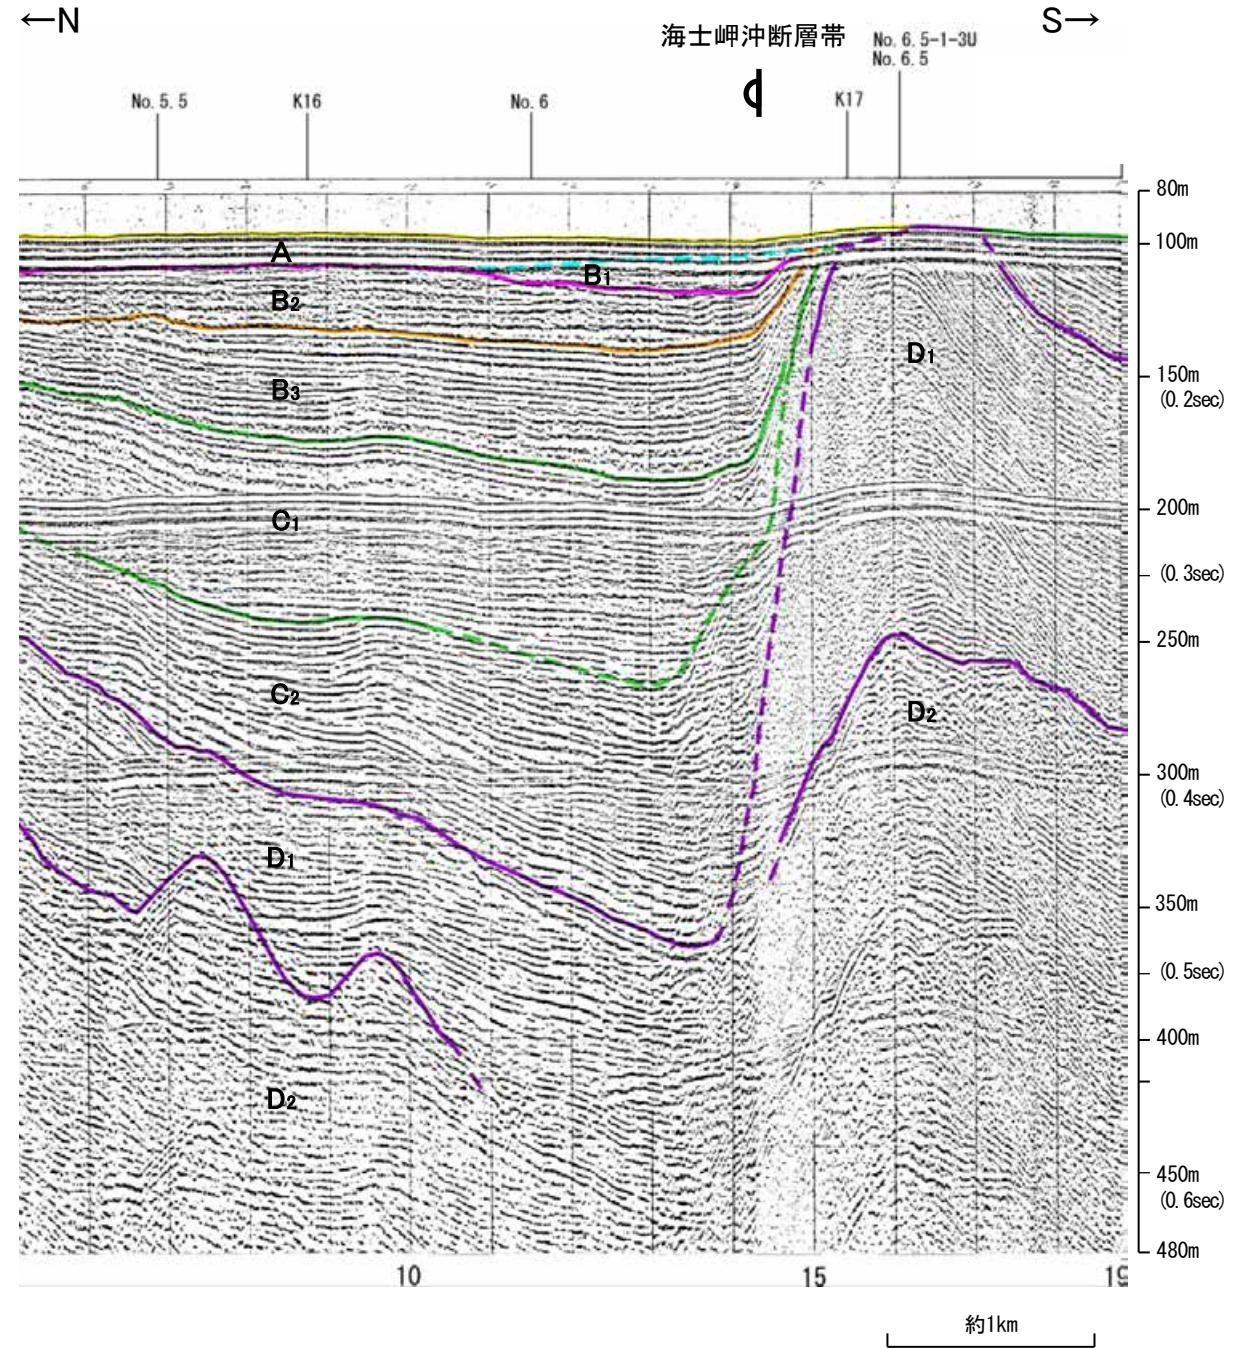 ←N
S→
海士岬沖断層帯
No. 6.5-1-3U
No. 6.5
No. 5.5
K16
No. 6
K17
80m
100m
A
B1
B2
D1
150m
(0.2sec)
B3
200m
C1
(0.3sec)
250m
C2
D2
300m
(0.4sec)
D1
350m
(0.5sec)
400m
D2
450m
(0.6sec)
480m
10
15
19
約1km